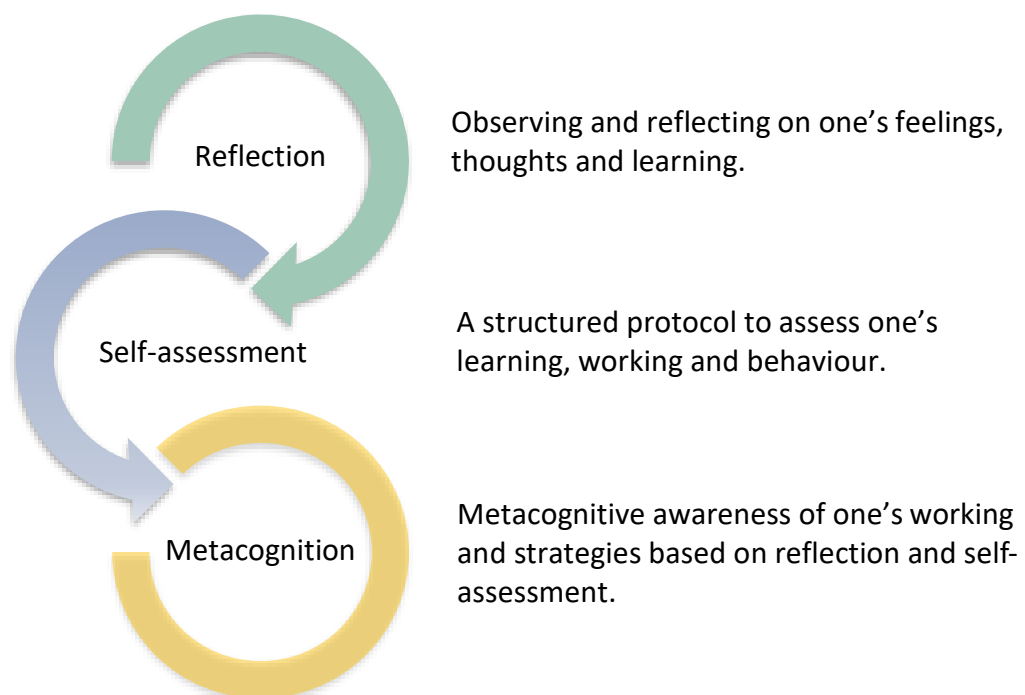 Reflection
Observing and reflecting on one’s feelings,
thoughts and learning.
Self-assessment
A structured protocol to assess one’s
learning, working and behaviour.
Metacognition
Metacognitive awareness of one’s working
and strategies based on reflection and self-
assessment.